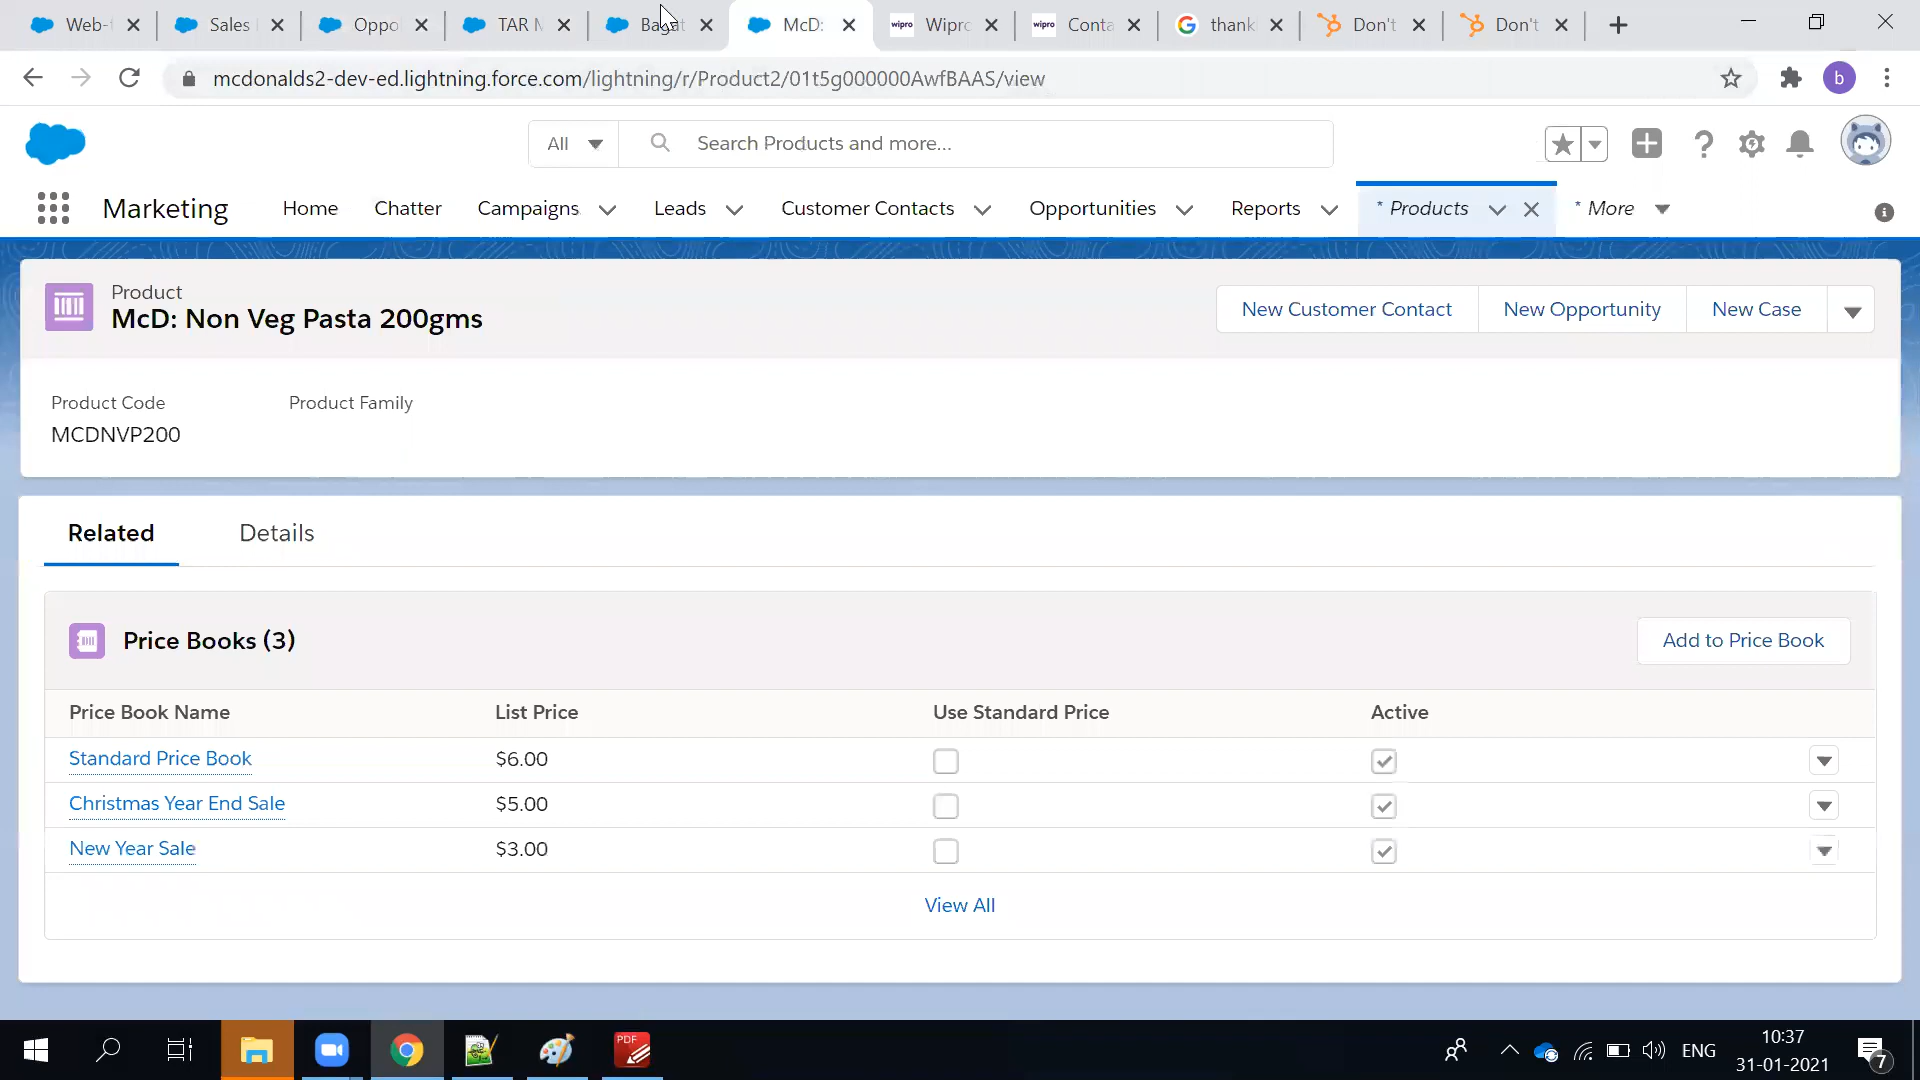 Web-t Sales Oppo TAR M McD: Wipro Conta thank Don't Don't
mcdonalds2-dev-ed.lightning.force.com/lightning/r/Product2/01t5g000000AwfBAAS/view b
All Search Products and more...
Marketing Home Chatter Campaigns Leads Customer Contacts Opportunities Reports * Products * More
Product
McD: Non Veg Pasta 200gms
New Customer Contact New Opportunity New Case
Product Code Product Family
MCDNVP200
Related Details
Price Books (3) Add to Price Book
Price Book Name List Price Use Standard Price Active
Standard Price Book $6.00
Christmas Year End Sale $5.00
New Year Sale $3.00
View All
PDF
ENG
10:37
31-01-2021
7